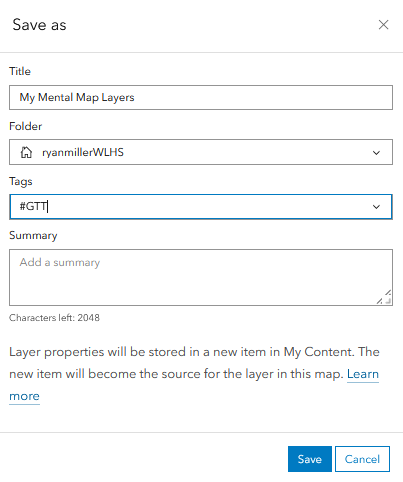 Save as
Title
My Mental Map Layers
Folder
ryanmillerWLHS
Tags
#GTT
Summary
Add a summary
Characters left: 2048
Layer properties will be stored in a new item in My Content. The
new item will become the source for the layer in this map. Learn
more
Save Cancel